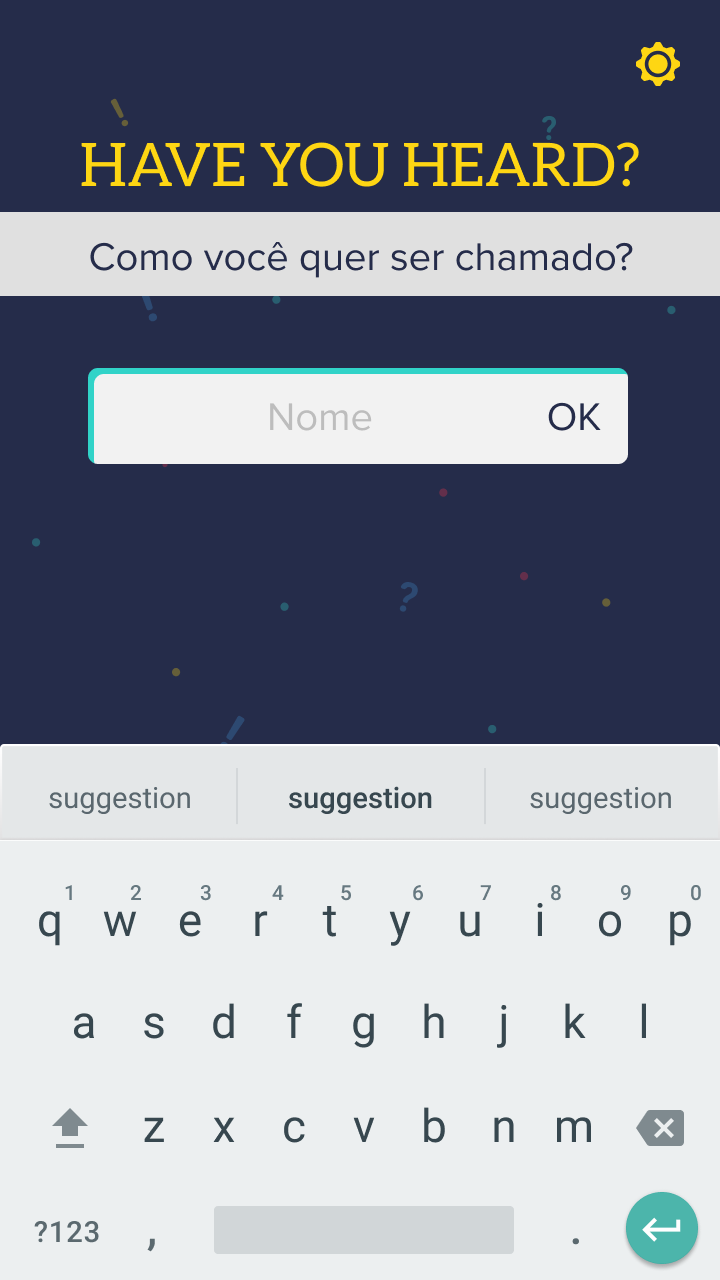 HAVE YOU HEARD?
Como você quer ser chamado?
Nome OK
suggestion suggestion suggestion
1 2 3 4 5 6 7 8 9 0
q w e r t y u i o p
a s d f g h j k l
z x c v b n m
?123 , .